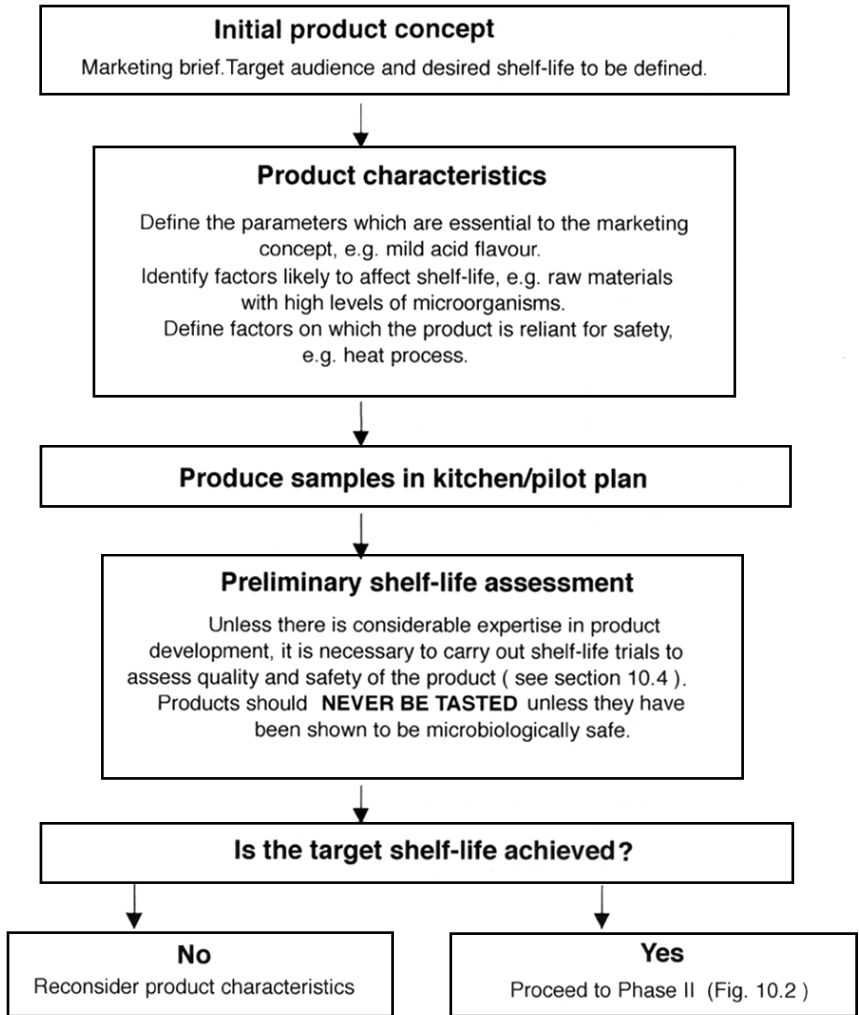 Initial product concept
Marketing brief.Target audience and desired shelf-life to be defined.
Product characteristics
Define the parameters which are essential to the marketing
concept, e.g. mild acid flavour.
Identify factors likely to affect shelf-life, e.g. raw materials
with high levels of microorganisms.
Define factors on which the product is reliant for safety,
e.g. heat process.
Produce samples in kitchen/pilot plan
Preliminary shelf-life assessment
Unless there is considerable expertise in product
development, it is necessary to carry out shelf-life trials to
assess quality and safety of the product ( see section 10.4 ).
Products should NEVER BE TASTED unless they have
been shown to be microbiologically safe.
Is the target shelf-life achieved?
No
Reconsider product characteristics
Yes
Proceed to Phase II (Fig. 10.2 )